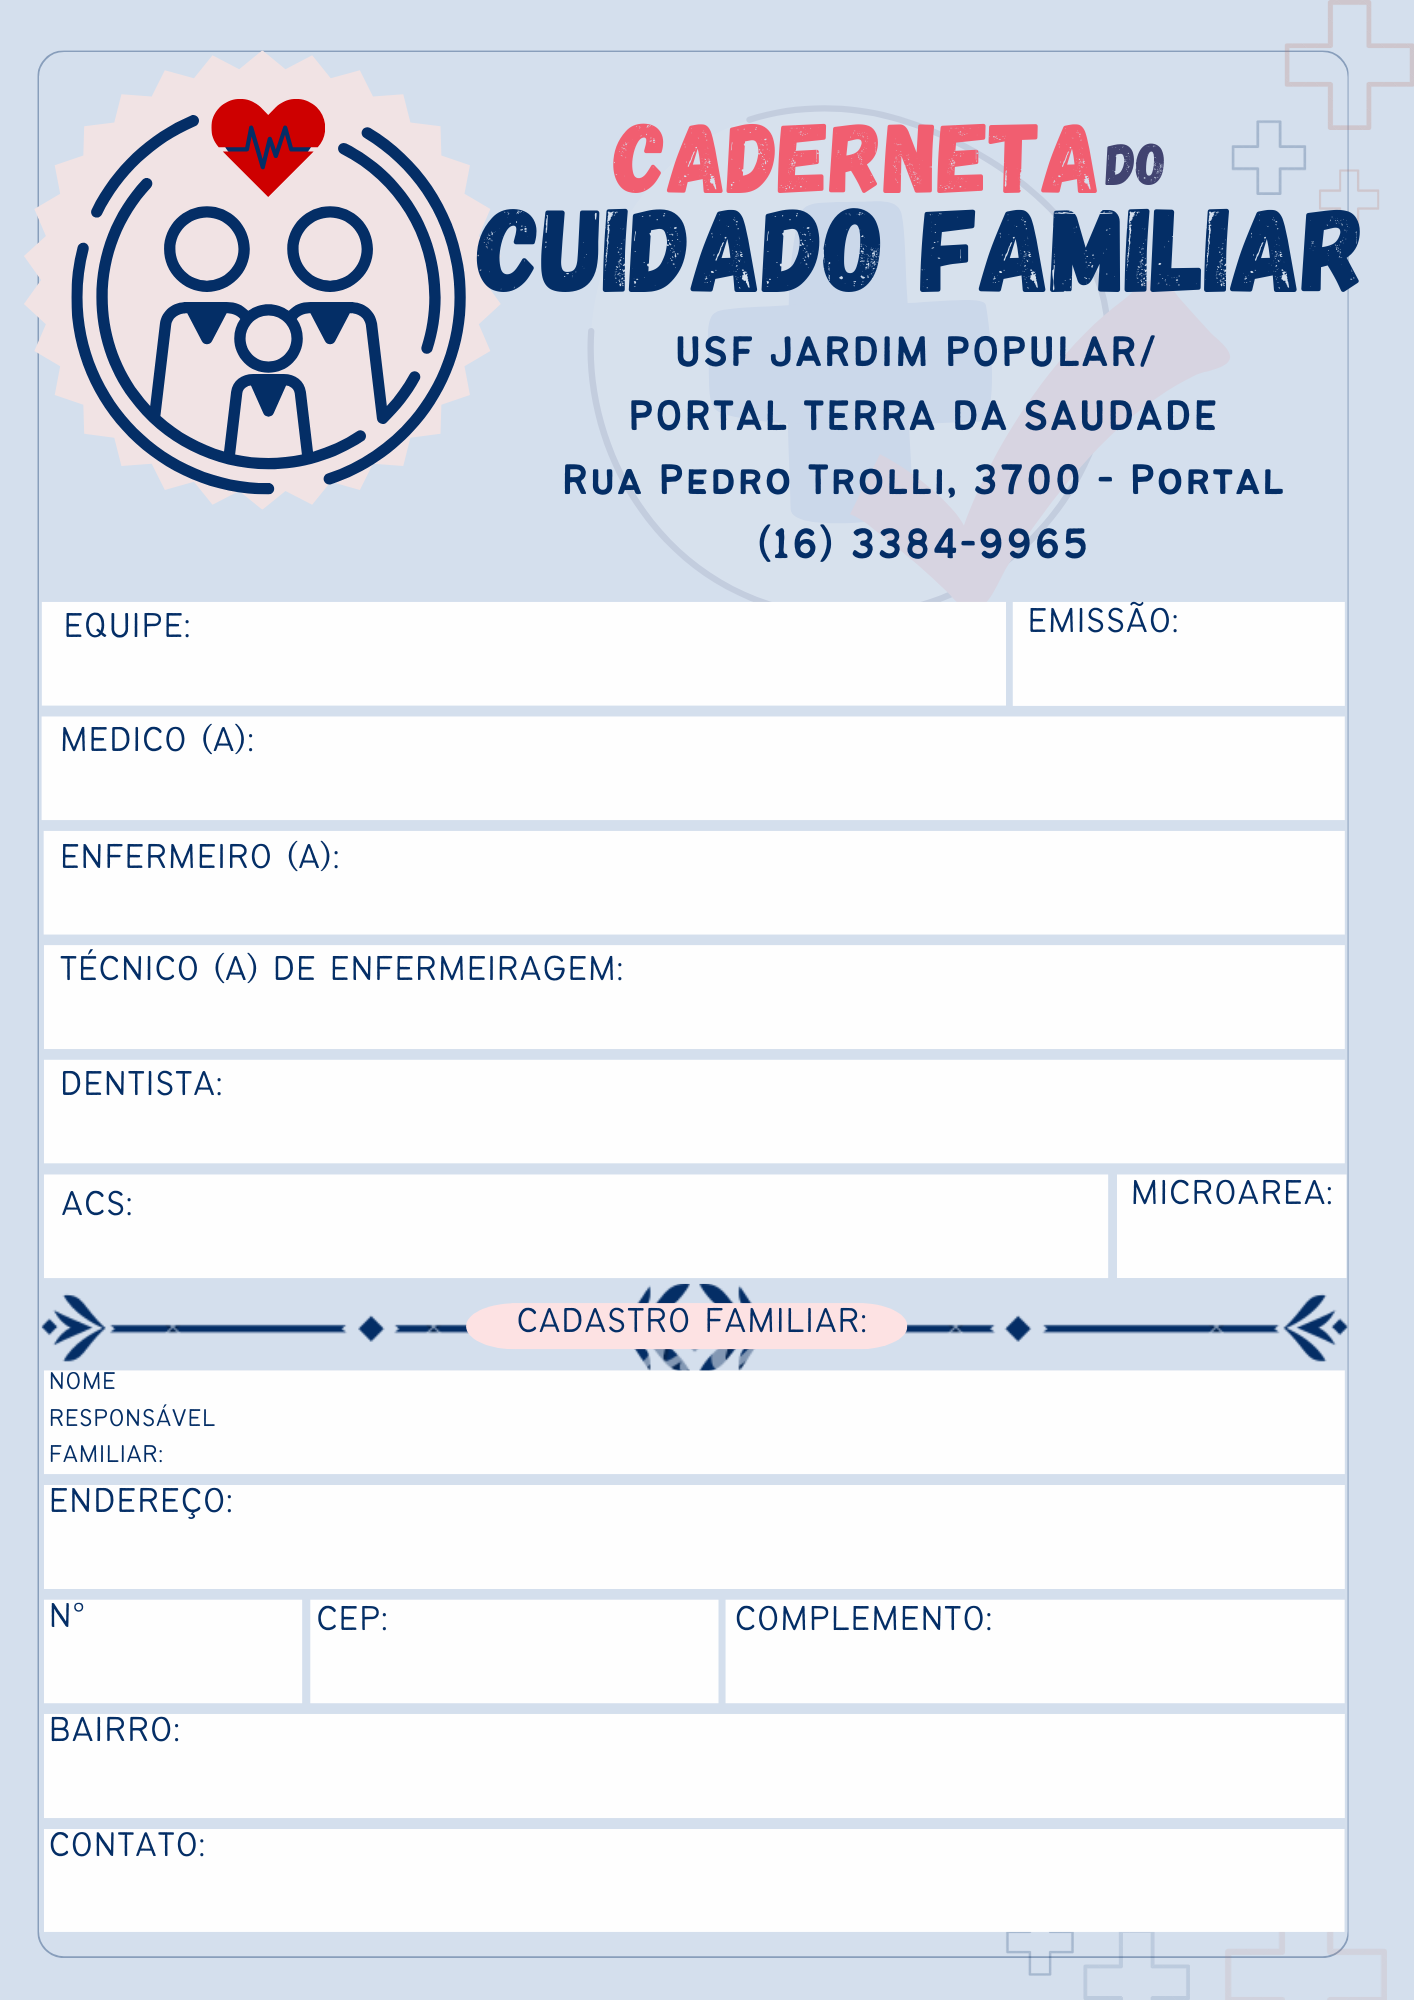 CADERNETA DO
CUIDADO FAMILIAR
USF JARDIM POPULAR/
PORTAL TERRA DA SAUDADE
RUA PEDRO TROLLI, 3700 - PORTAL
(16) 3384-9965
EQUIPE:
EMISSÃO:
MEDICO (A):
ENFERMEIRO (A):
TÉCNICO (A) DE ENFERMEIRAGEM:
DENTISTA:
ACS:
MICROAREA:
CADASTRO FAMILIAR:
NOME
RESPONSÁVEL
FAMILIAR:
ENDEREÇO:
Nº
CEP:
COMPLEMENTO:
BAIRRO:
CONTATO: